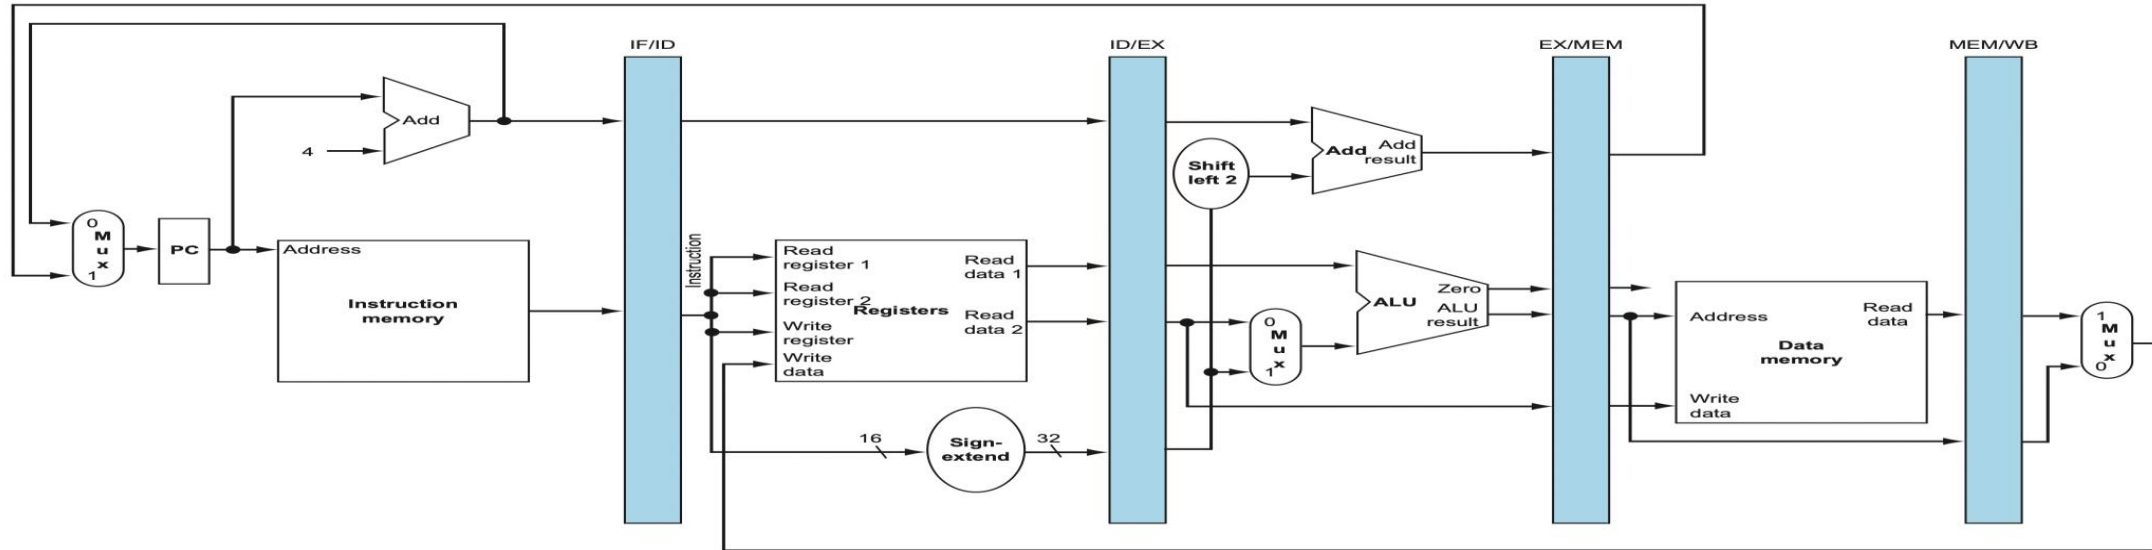 IF/ID
ID/EX
EX/MEM
MEM/WB
Add
4
0
M
u
x
1
PC
Address
Instruction
memory
Instruction
Read
register 1
Read
register 2
Write
register
Write
data
Registers
Read
data 1
Read
data 2
16
Sign-
extend
32
Shift
left 2
Add
Add
result
0
M
u
x
1
ALU
Zero
ALU
result
Address
Write
data
Data
memory
Read
data
1
M
u
x
0